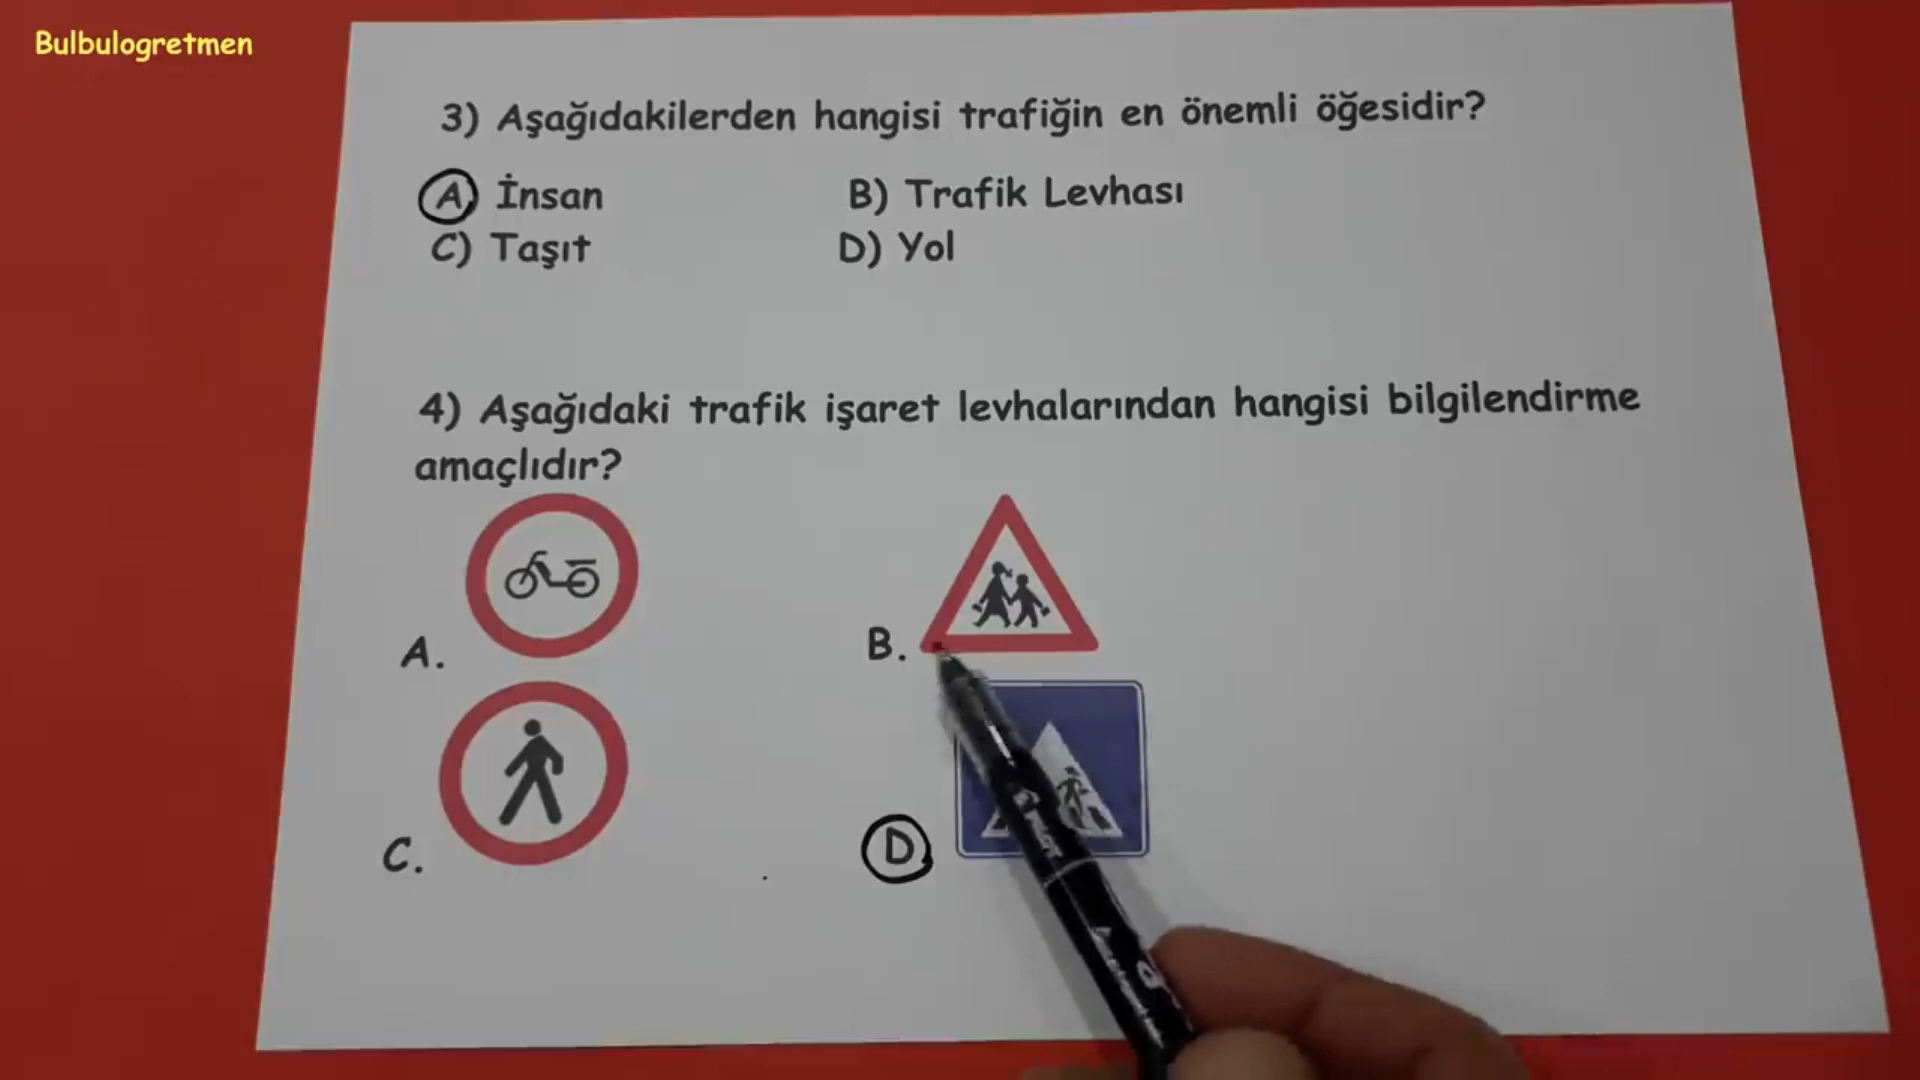 Bulbulogretmen
3) Aşağıdakilerden hangisi trafiğin en önemli öğesidir?
A) İnsan B) Trafik Levhası
C) Taşıt D) Yol
4) Aşağıdaki trafik işaret levhalarından hangisi bilgilendirme
amaçlıdır?
A. B.
C. D